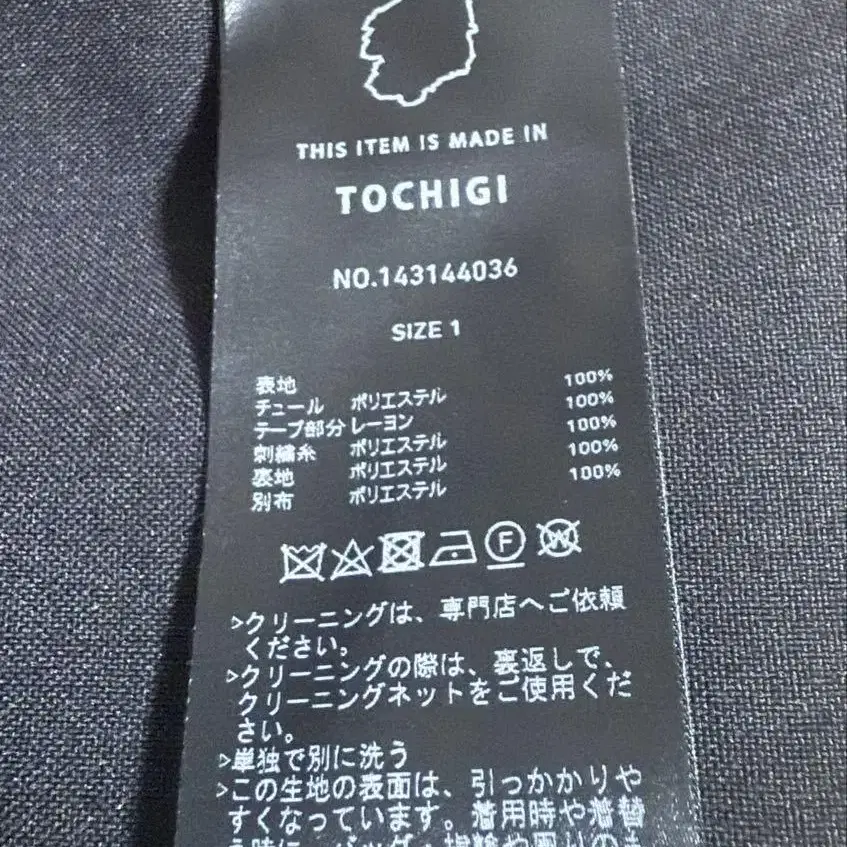 THIS ITEM IS MADE IN
TOCHIGI
NO.143144036
SIZE 1
表地
チュール ポリエステル 100%
テープ部分 レーヨン 100%
刺繍糸 ポリエステル 100%
裏地 ポリエステル 100%
別布 ポリエステル 100%
F
W
>クリーニングは、専門店へご依頼
ください。
>クリーニングの際は、裏返しで、
クリーニングネットをご使用くだ
さい。
>単独で別に洗う
>この生地の表面は、引っかかりや
すくなっています。着用時や着替